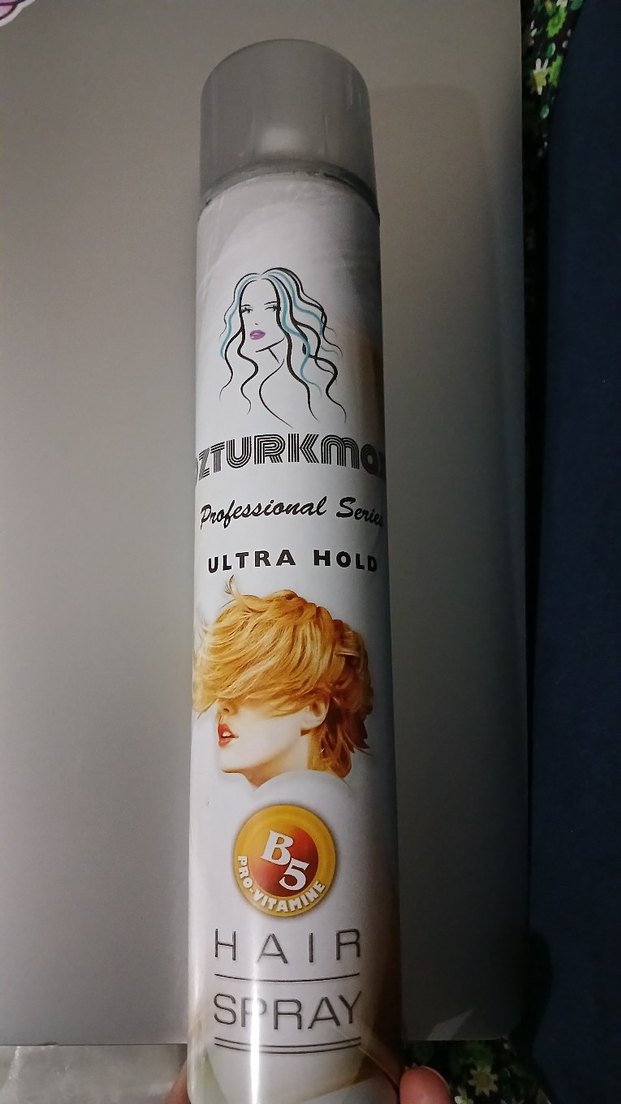 ZTURKMA
Professional Series
ULTRA HOLD
B5
PRO-VITAMINE
HAIR
SPRAY